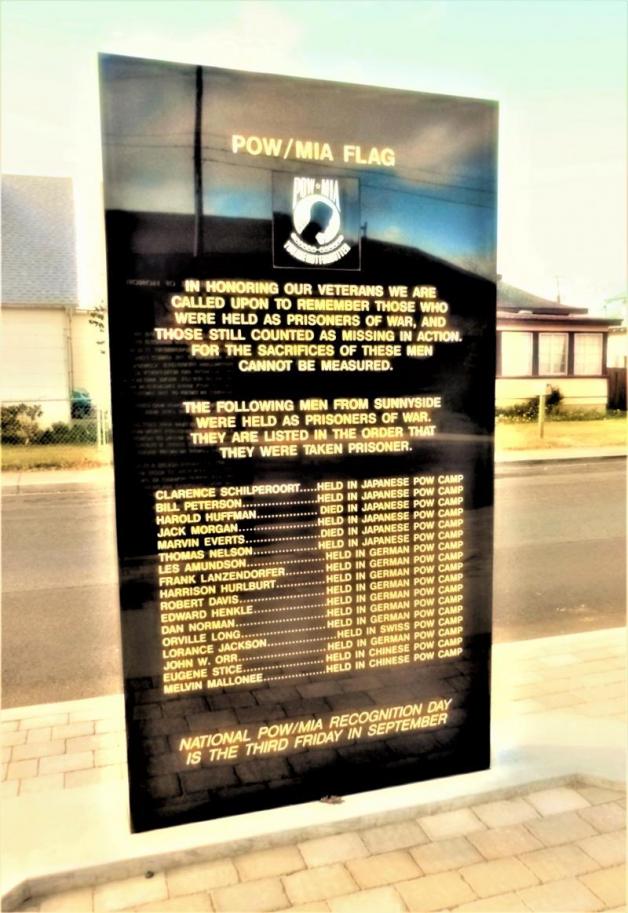 POW/MIA FLAG
POW★MIA
YOU ARE NOT FORGOTTEN
IN HONORING OUR VETERANS WE ARE
CALLED UPON TO REMEMBER THOSE WHO
WERE HELD AS PRISONERS OF WAR, AND
THOSE STILL COUNTED AS MISSING IN ACTION.
FOR THE SACRIFICES OF THESE MEN
CANNOT BE MEASURED.
THE FOLLOWING MEN FROM SUNNYSIDE
WERE HELD AS PRISONERS OF WAR.
THEY ARE LISTED IN THE ORDER THAT
THEY WERE TAKEN PRISONER.
CLARENCE SCHILPEROORT....HELD IN JAPANESE POW CAMP
BILL PETERSON..................HELD IN JAPANESE POW CAMP
HAROLD HUFFMAN...............DIED IN JAPANESE POW CAMP
JACK MORGAN...................HELD IN JAPANESE POW CAMP
MARVIN EVERTS..................DIED IN JAPANESE POW CAMP
THOMAS NELSON................HELD IN JAPANESE POW CAMP
LES AMUNDSON..................HELD IN GERMAN POW CAMP
FRANK LANZENDORFER..........HELD IN GERMAN POW CAMP
HARRISON HURLBURT............HELD IN GERMAN POW CAMP
ROBERT DAVIS....................HELD IN GERMAN POW CAMP
EDWARD HENKLE.................HELD IN GERMAN POW CAMP
DAN NORMAN.....................HELD IN GERMAN POW CAMP
ORVILLE LONG....................HELD IN GERMAN POW CAMP
LORANCE JACKSON................HELD IN SWISS POW CAMP
JOHN W. ORR.....................HELD IN GERMAN POW CAMP
EUGENE STICE....................HELD IN CHINESE POW CAMP
MELVIN MALLONEE................HELD IN CHINESE POW CAMP
NATIONAL POW/MIA RECOGNITION DAY
IS THE THIRD FRIDAY IN SEPTEMBER